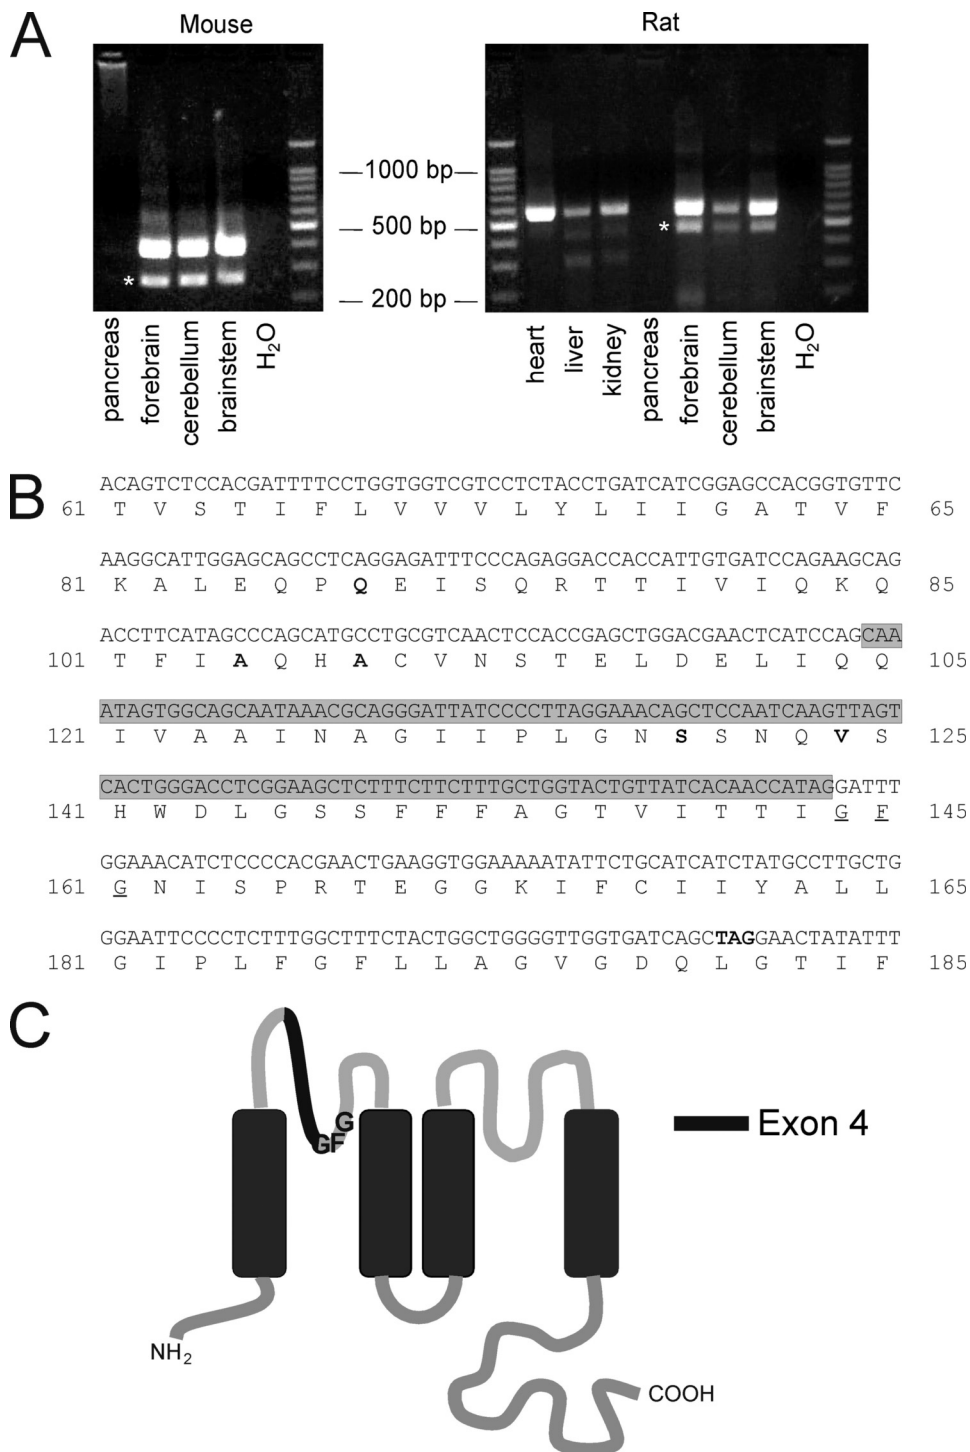 A
Mouse
Rat
1000 bp
500 bp
200 bp
*
*
pancreas
forebrain
cerebellum
brainstem
H2O
heart
liver
kidney
pancreas
forebrain
cerebellum
brainstem
H2O
B
ACAGTCTCCACGATTTTCCTGGTGGTCGTCCTCTACCTGATCATCGGAGCCACGGTGTTC
61 T V S T I F L V V V L Y L I I G A T V F 65
AAGGCATTGGAGCAGCCTCAGGAGATTTCCCAGAGGACCACCATTGTGATCCAGAAGCAG
81 K A L E Q P Q E I S Q R T T I V I Q K Q 85
ACCTTCATAGCCCAGCATGCCTGCGTCAACTCCACCGAGCTGGACGAACTCATCCAGCAA
101 T F I A Q H A C V N S T E L D E L I Q Q 105
ATAGTGGCAGCAATAAACGCAGGGATTATCCCCTTAGGAAACAGCTCCAATCAAGTTAGT
121 I V A A I N A G I I P L G N S S N Q V S 125
CACTGGGACCTCGGAAGCTCTTTCTTCTTTGCTGGTACTGTTATCACAACCATAGGATTT
141 H W D L G S S F F F A G T V I T T I G F 145
GGAAACATCTCCCCACGAACTGAAGGTGGAAAAATATTCTGCATCATCTATGCCTTGCTG
161 G N I S P R T E G G K I F C I I Y A L L 165
GGAATTCCCCTCTTTGGCTTTCTACTGGCTGGGGTTGGTGATCAGCTAGGAACTATATTT
181 G I P L F G F L L A G V G D Q L G T I F 185
C
G
GF
Exon 4
NH2
COOH